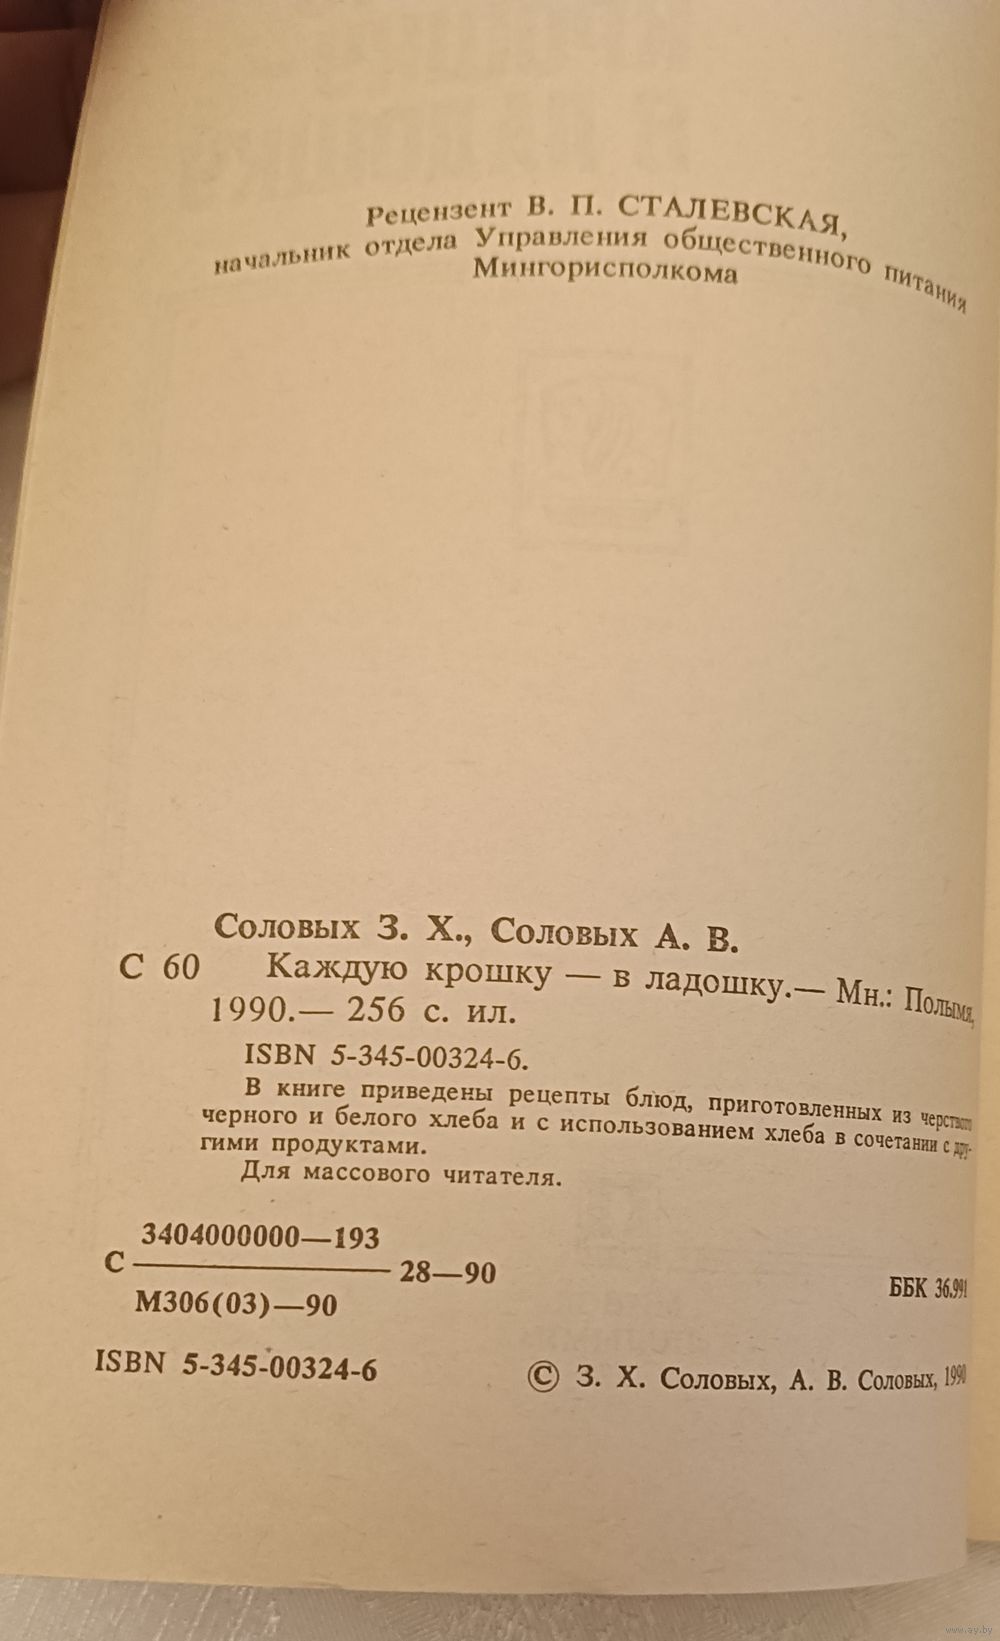 Рецензент В. П. СТАЛЕВСКАЯ,
начальник отдела Управления общественного питания
Мингорисполкома
Соловых З. Х., Соловых А. В.
С 60 Каждую крошку — в ладошку.— Мн.: Полымя,
1990.— 256 с. ил.
ISBN 5-345-00324-6.
В книге приведены рецепты блюд, приготовленных из черствого
черного и белого хлеба и с использованием хлеба в сочетании с дру-
гими продуктами.
Для массового читателя.
3404000000—193
С 28—90
М306(03)—90
ББК 36.991
ISBN 5-345-00324-6
© З. Х. Соловых, А. В. Соловых, 1990
www.ay.by